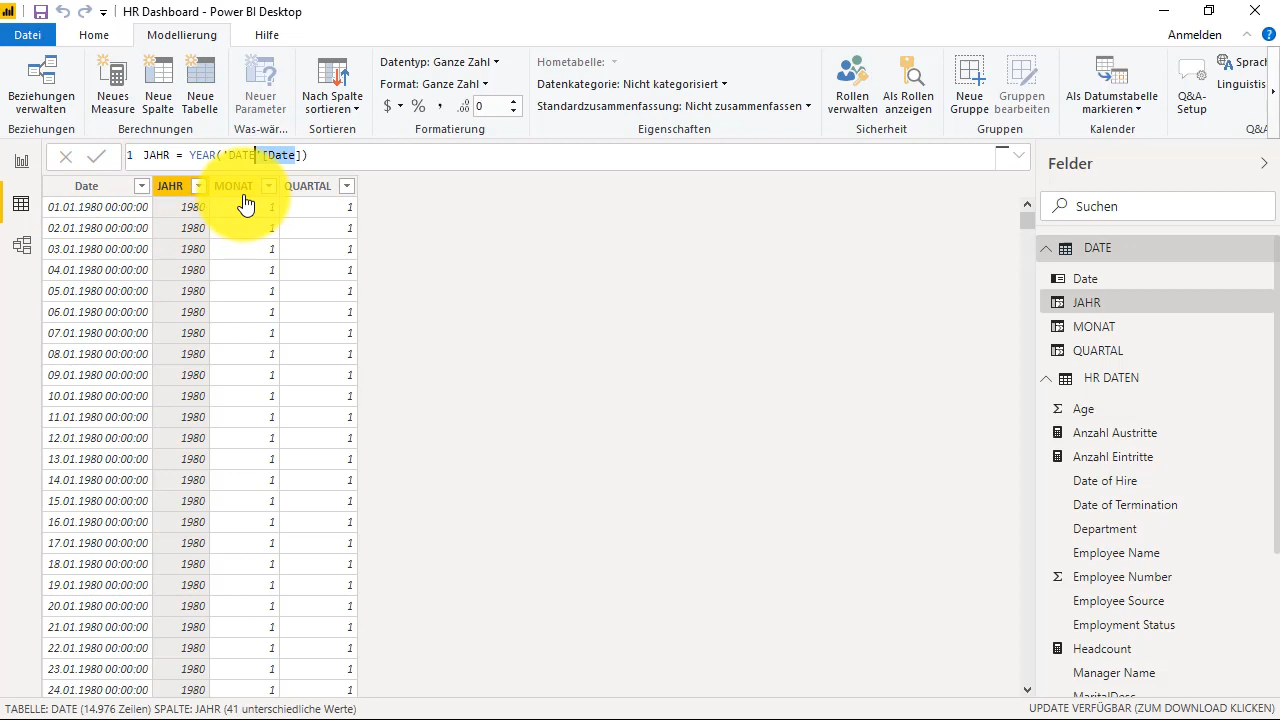 HR Dashboard - Power BI Desktop
Datei Home Modellierung Hilfe Anmelden
Beziehungen verwalten
Beziehungen
Neues Measure
Neue Spalte
Neue Tabelle
Berechnungen
Neuer Parameter
Was-wär...
Nach Spalte sortieren
Sortieren
Datentyp: Ganze Zahl
Format: Ganze Zahl
$ % , .00 0
Formatierung
Hometabelle:
Datenkategorie: Nicht kategorisiert
Standardzusammenfassung: Nicht zusammenfassen
Eigenschaften
Rollen verwalten
Als Rollen anzeigen
Sicherheit
Neue Gruppe
Gruppen bearbeiten
Gruppen
Als Datumstabelle markieren
Kalender
Q&A-Setup
Sprach
Linguistis
Q&A
1 JAHR = YEAR('DATE'[Date])
Date JAHR MONAT QUARTAL
01.01.1980 00:00:00 1980 1 1
02.01.1980 00:00:00 1980 1 1
03.01.1980 00:00:00 1980 1 1
04.01.1980 00:00:00 1980 1 1
05.01.1980 00:00:00 1980 1 1
06.01.1980 00:00:00 1980 1 1
07.01.1980 00:00:00 1980 1 1
08.01.1980 00:00:00 1980 1 1
09.01.1980 00:00:00 1980 1 1
10.01.1980 00:00:00 1980 1 1
11.01.1980 00:00:00 1980 1 1
12.01.1980 00:00:00 1980 1 1
13.01.1980 00:00:00 1980 1 1
14.01.1980 00:00:00 1980 1 1
15.01.1980 00:00:00 1980 1 1
16.01.1980 00:00:00 1980 1 1
17.01.1980 00:00:00 1980 1 1
18.01.1980 00:00:00 1980 1 1
19.01.1980 00:00:00 1980 1 1
20.01.1980 00:00:00 1980 1 1
21.01.1980 00:00:00 1980 1 1
22.01.1980 00:00:00 1980 1 1
23.01.1980 00:00:00 1980 1 1
24.01.1980 00:00:00 1980 1 1
Felder
Suchen
DATE
Date
JAHR
MONAT
QUARTAL
HR DATEN
Age
Anzahl Austritte
Anzahl Eintritte
Date of Hire
Date of Termination
Department
Employee Name
Employee Number
Employee Source
Employment Status
Headcount
Manager Name
MaritalDesc
TABELLE: DATE (14.976 Zeilen) SPALTE: JAHR (41 unterschiedliche Werte)
UPDATE VERFÜGBAR (ZUM DOWNLOAD KLICKEN)